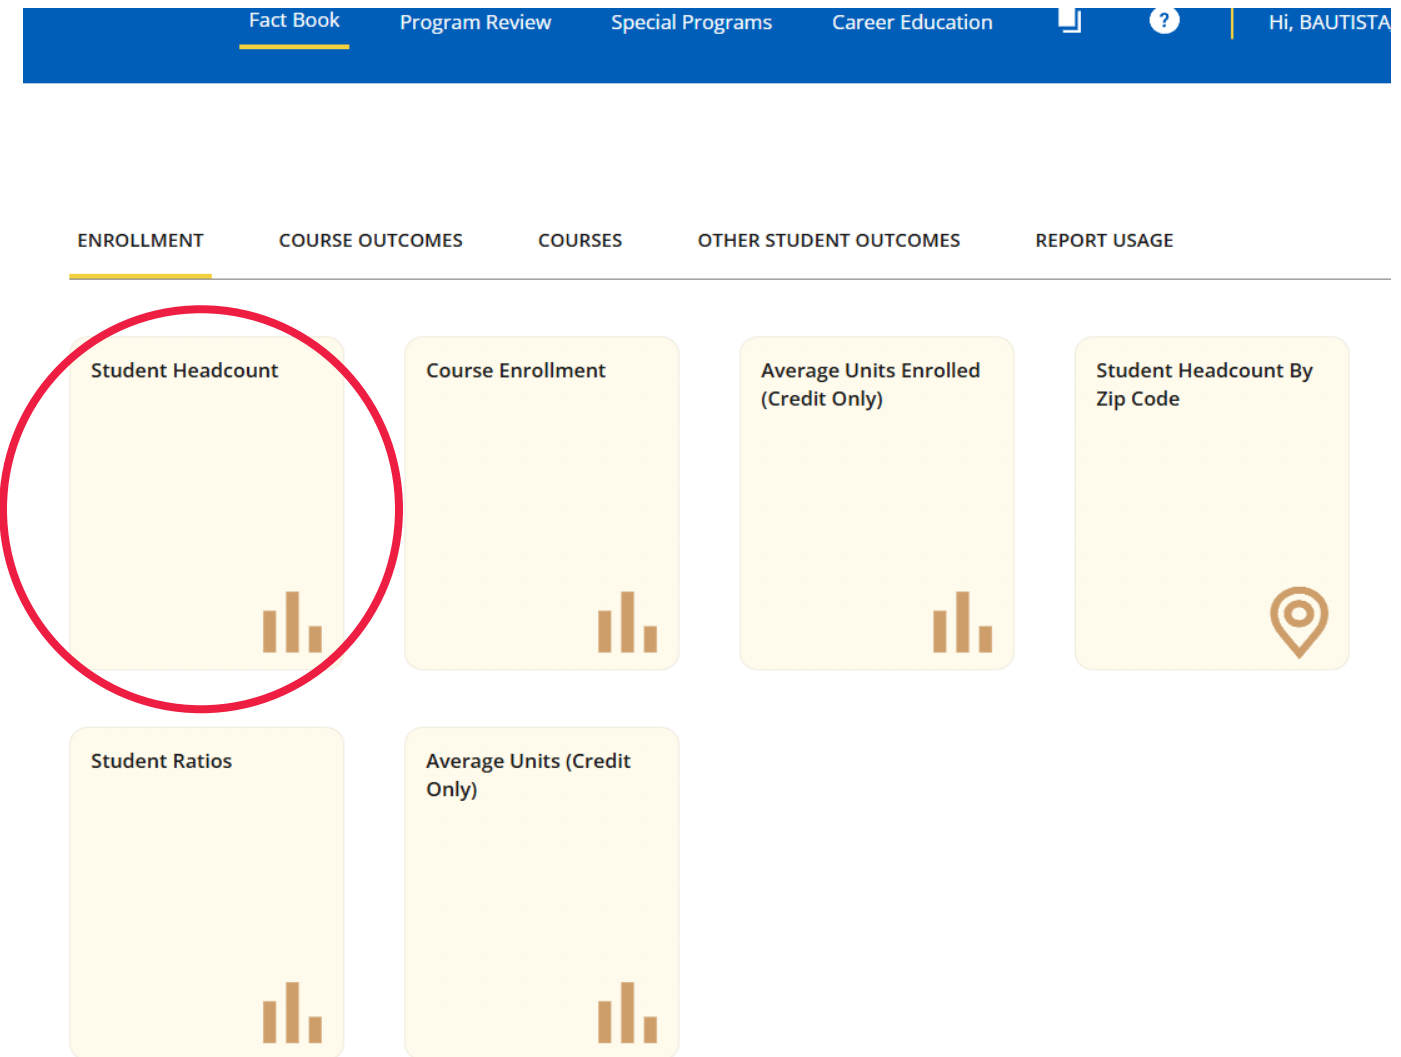 Fact Book Program Review Special Programs Career Education ? Hi, BAUTISTA,
ENROLLMENT COURSE OUTCOMES COURSES OTHER STUDENT OUTCOMES REPORT USAGE
Student Headcount
Course Enrollment
Average Units Enrolled
(Credit Only)
Student Headcount By
Zip Code
Student Ratios
Average Units (Credit
Only)